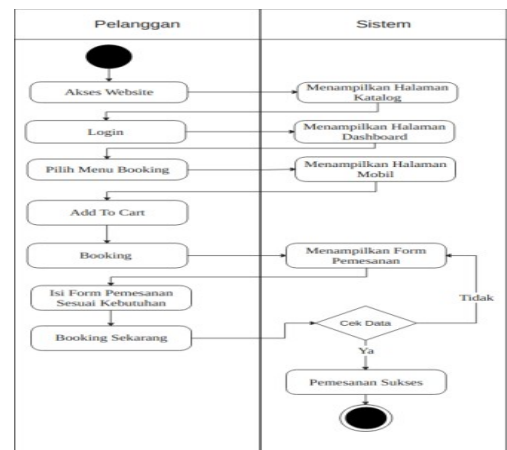 Pelanggan
Sistem
Akses Website
Menampilkan Halaman
Katalog
Login
Menampilkan Halaman
Dashboard
Pilih Menu Booking
Menampilkan Halaman
Mobil
Add To Cart
Booking
Menampilkan Form
Pemesanan
Isi Form Pemesanan
Sesuai Kebutuhan
Tidak
Booking Sekarang
Cek Data
Ya
Pemesanan Sukses